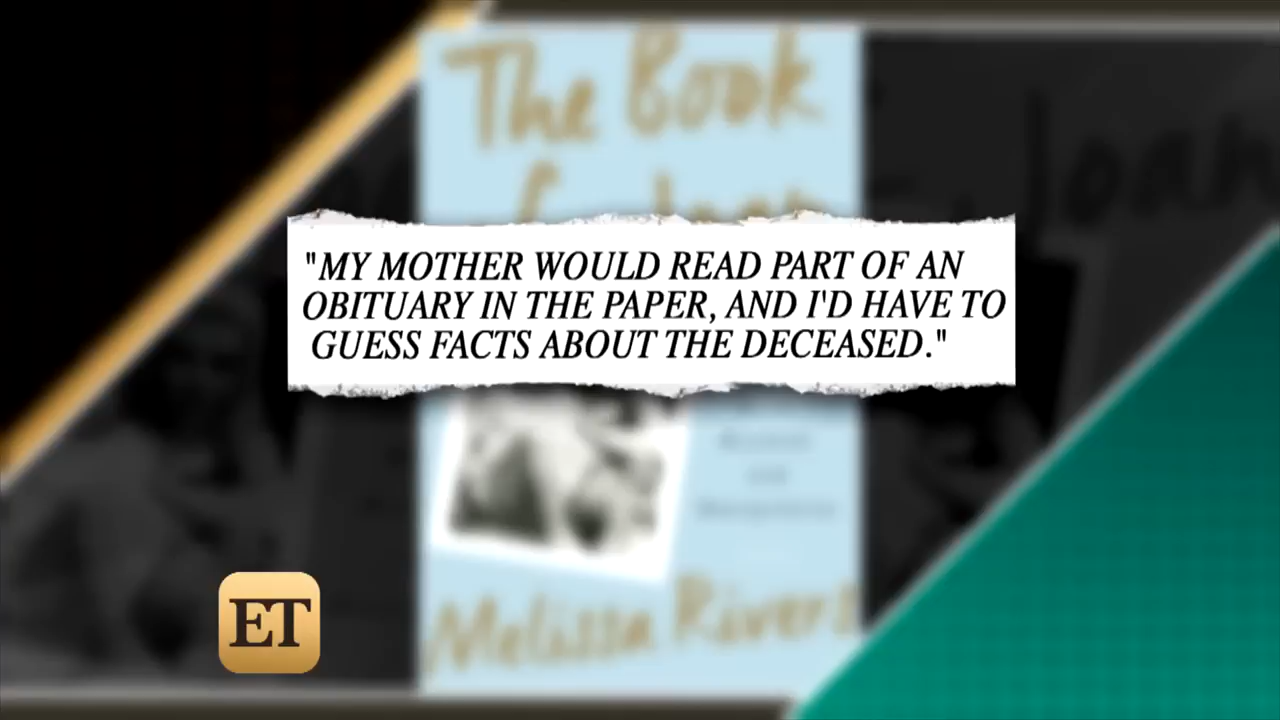 The Book
Joan
"MY MOTHER WOULD READ PART OF AN
OBITUARY IN THE PAPER, AND I'D HAVE TO
GUESS FACTS ABOUT THE DECEASED."
Melissa Rivers
ET